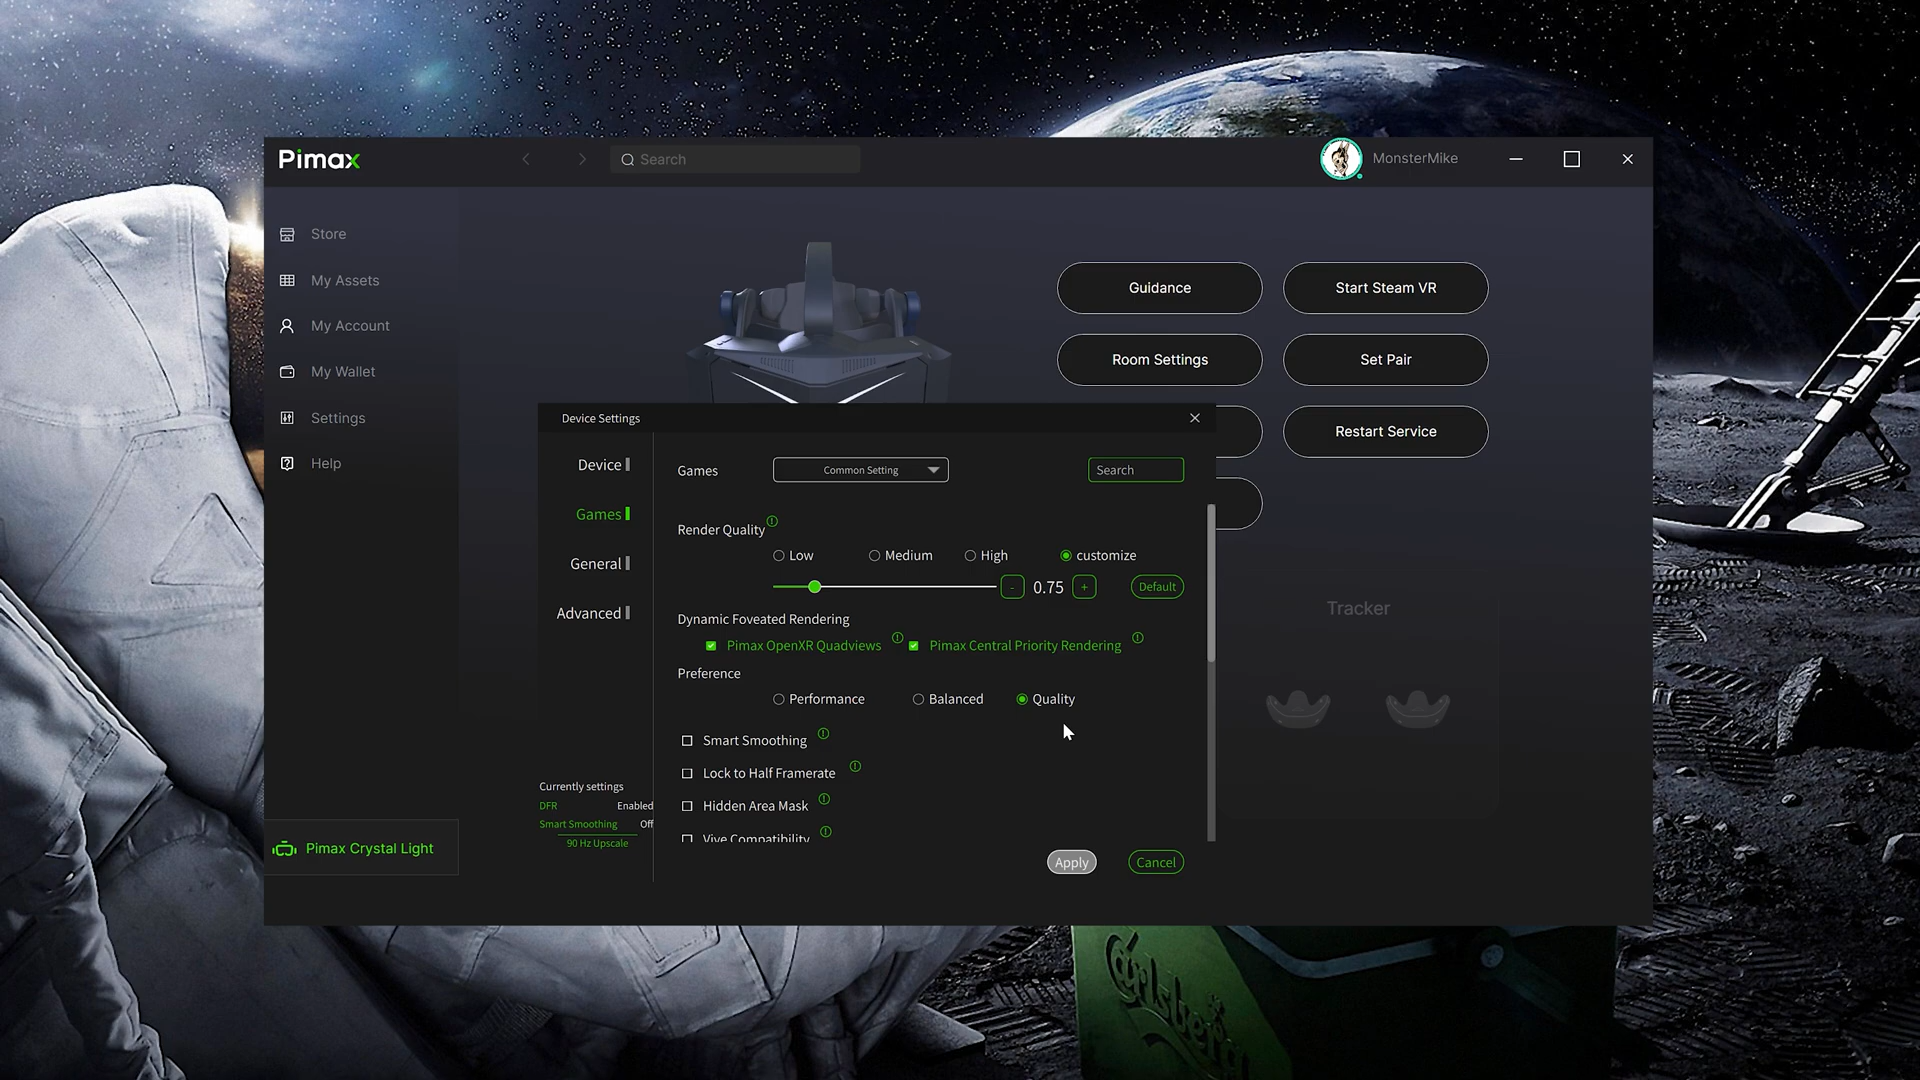 Pimax
Search
MonsterMike
Store
My Assets
My Account
My Wallet
Settings
Help
Pimax Crystal Light
Guidance
Start Steam VR
Room Settings
Set Pair
Restart Service
Tracker
Device Settings
Device
Games
General
Advanced
Currently settings
DFR Enabled
Smart Smoothing Off
90 Hz Upscale
Games Common Setting Search
Render Quality
Low Medium High customize
- 0.75 + Default
Dynamic Foveated Rendering
Pimax OpenXR Quadviews Pimax Central Priority Rendering
Preference
Performance Balanced Quality
Smart Smoothing
Lock to Half Framerate
Hidden Area Mask
Vive Compatibility
Apply Cancel
Carlsberg